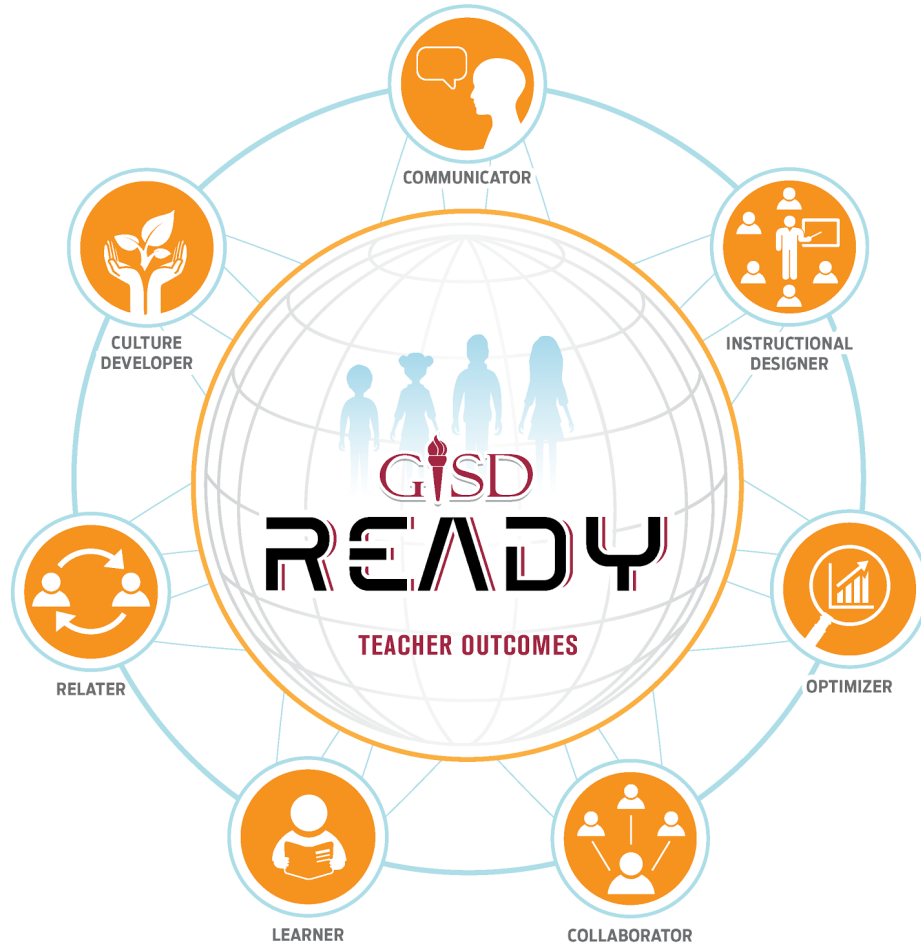 COMMUNICATOR
CULTURE
DEVELOPER
INSTRUCTIONAL
DESIGNER
GISD
READY
TEACHER OUTCOMES
RELATER
OPTIMIZER
LEARNER
COLLABORATOR